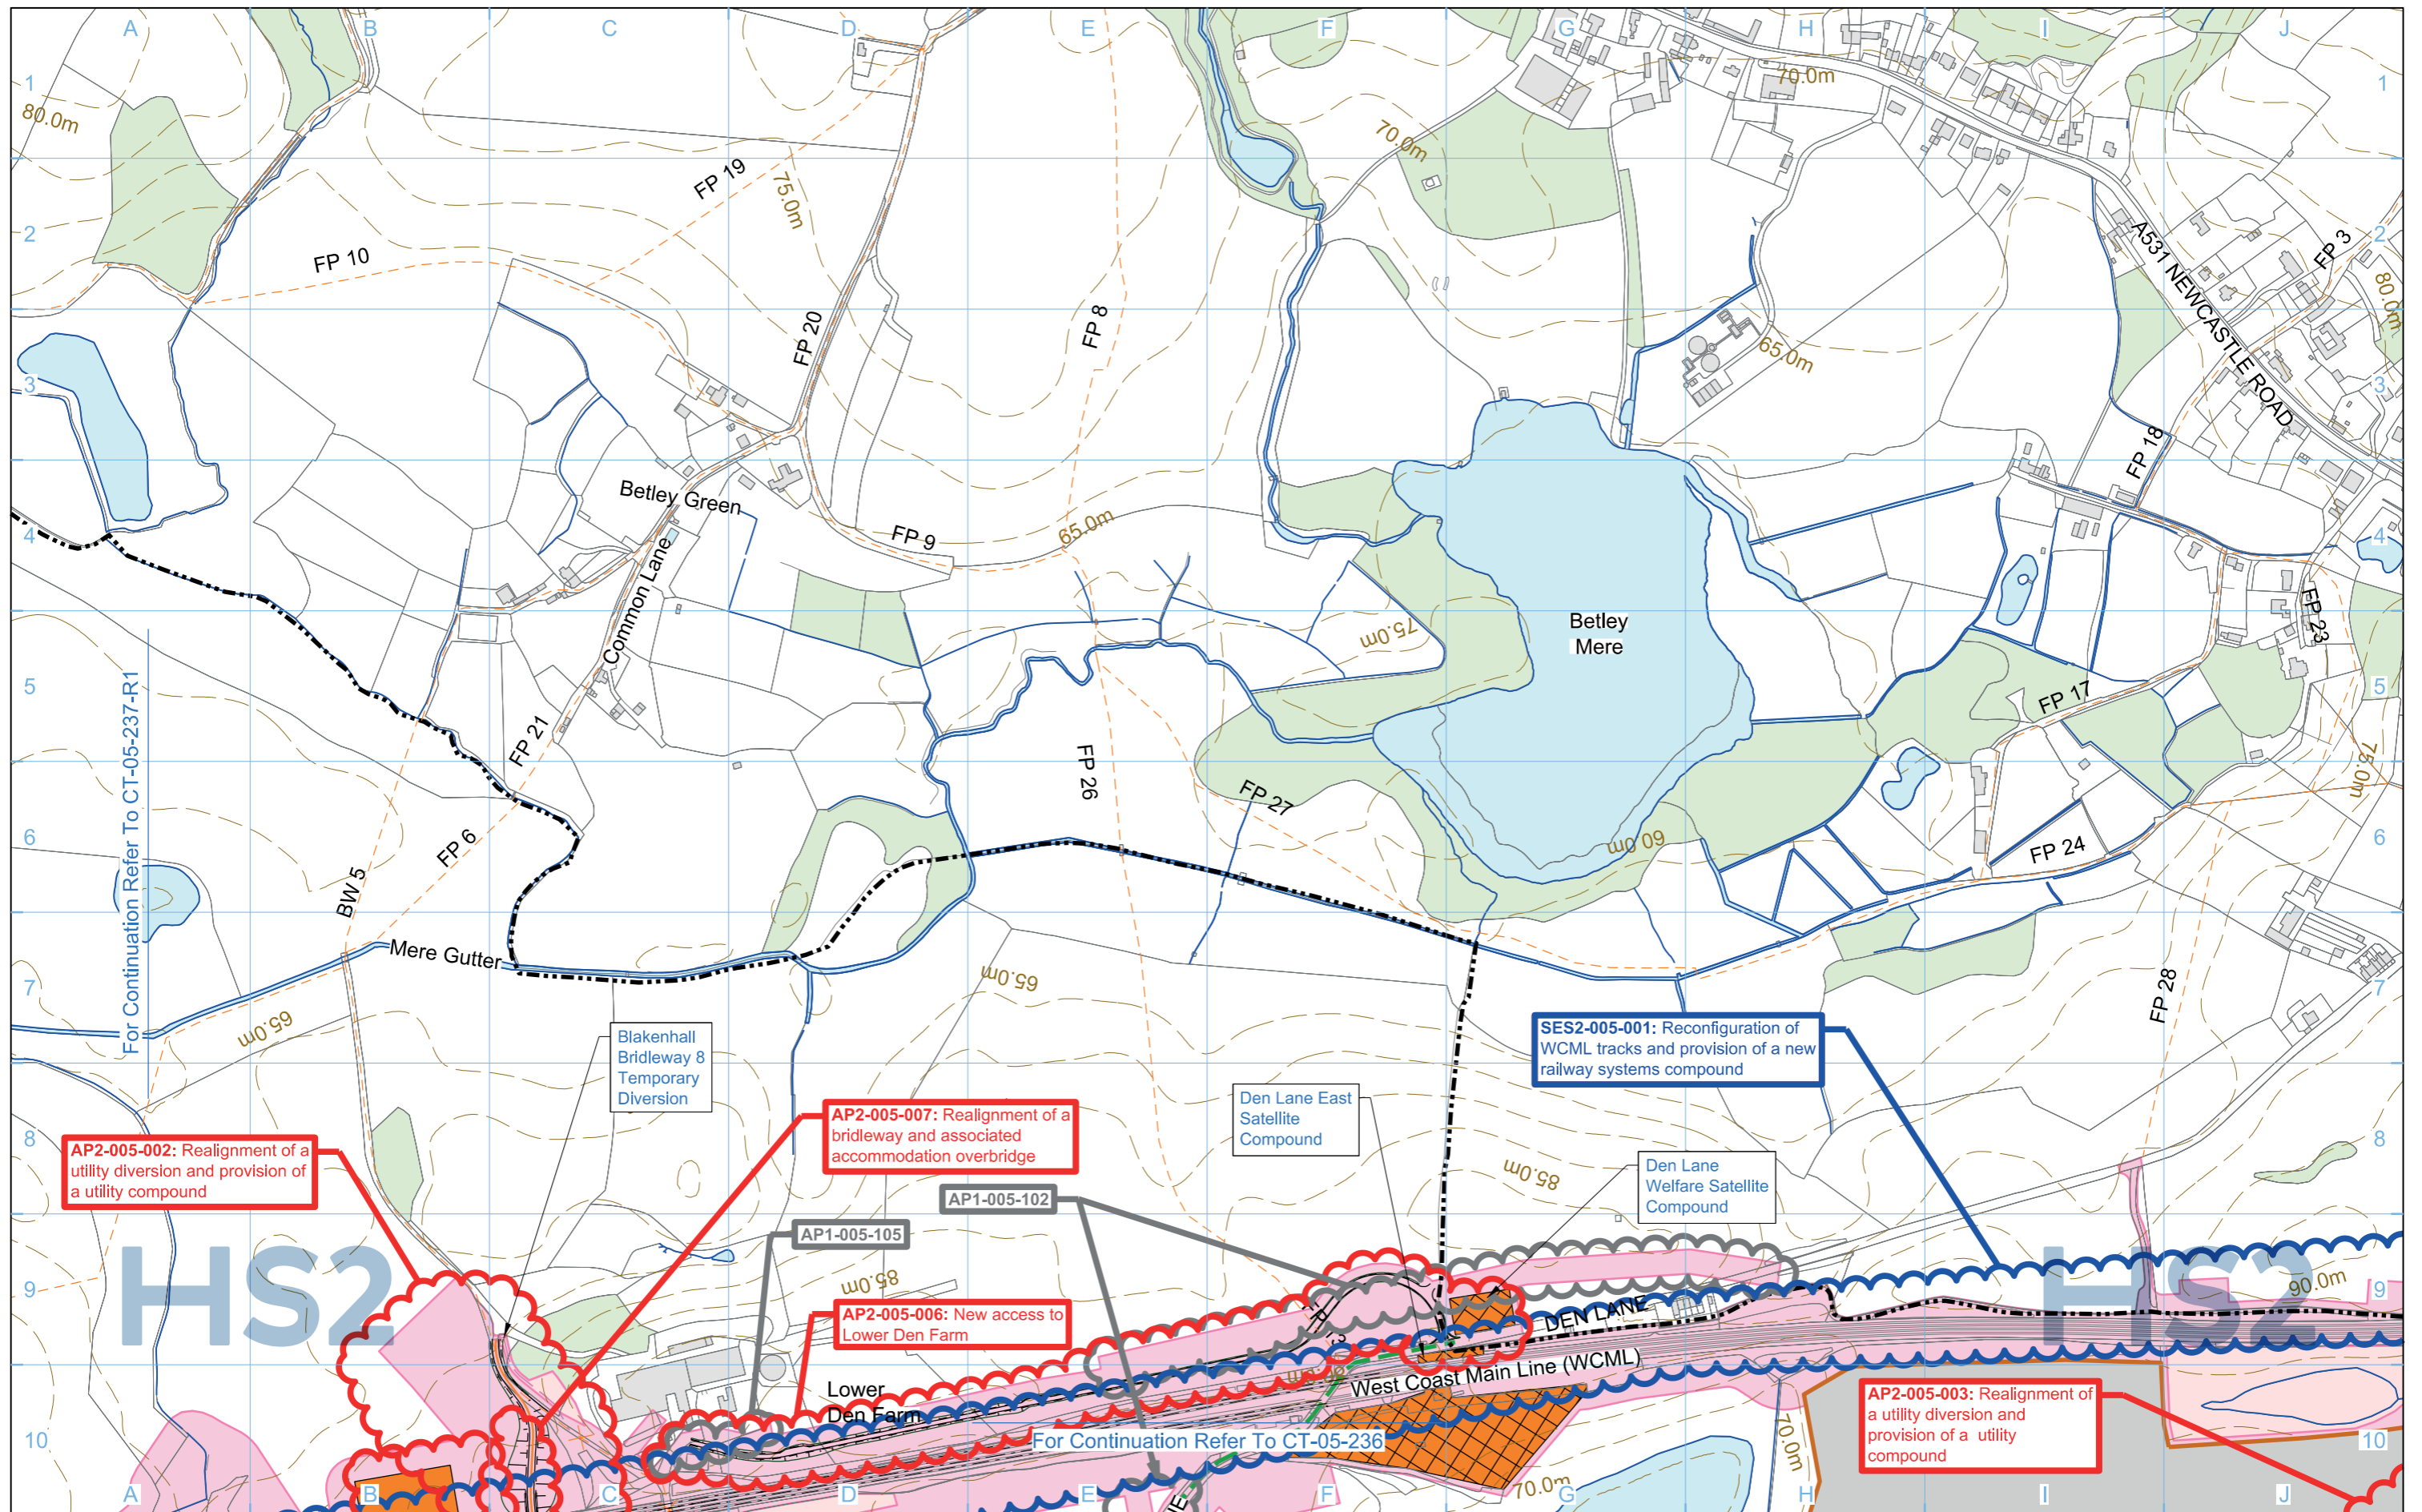 A B C D E F G H I J
1 1
80.0m
70.0m
70.0m
FP 19
75.0m
2 2
FP 10
A531 NEWCASTLE ROAD
FP 3
80.0m
FP 20
FP 8
65.0m
3 3
FP 18
Betley Green
FP 9
65.0m
4 4
Common Lane
FP 23
Betley
Mere
75.0m
5 5
For Continuation Refer To CT-05-237-R1
FP 21
FP 17
FP 26
FP 27
75.0m
6 6
FP 6
60.0m
FP 24
BW 5
Mere Gutter
65.0m
65.0m
7 7
FP 28
Blakenhall
Bridleway 8
Temporary
Diversion
SES2-005-001: Reconfiguration of
WCML tracks and provision of a new
railway systems compound
Den Lane East
Satellite
Compound
AP2-005-007: Realignment of a
bridleway and associated
accommodation overbridge
8 8
AP2-005-002: Realignment of a
utility diversion and provision of
a utility compound
85.0m
Den Lane
Welfare Satellite
Compound
AP1-005-102
AP1-005-105
HS2
HS2
85.0m
90.0m
9 9
AP2-005-006: New access to
Lower Den Farm
DEN LANE
West Coast Main Line (WCML)
Lower
Den Farm
AP2-005-003: Realignment of
a utility diversion and
provision of a utility
compound
For Continuation Refer To CT-05-236
70.0m
10 10
70.0m
A B C D E F G H I J